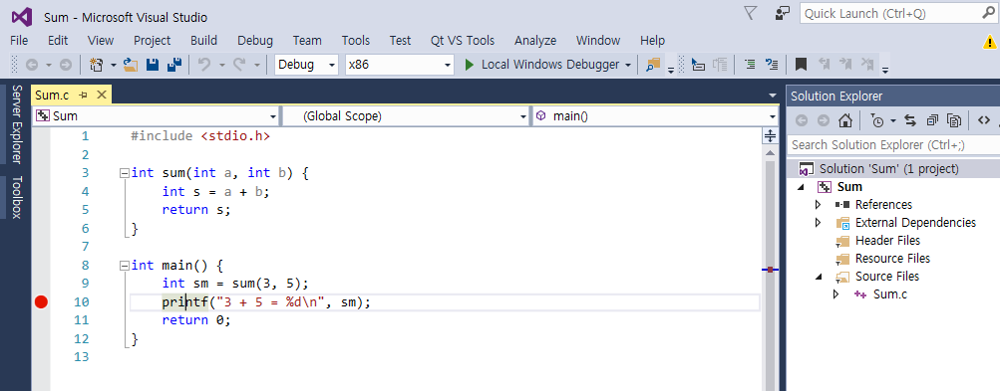 Sum - Microsoft Visual Studio
Quick Launch (Ctrl+Q)
File Edit View Project Build Debug Team Tools Test Qt VS Tools Analyze Window Help
Debug x86 Local Windows Debugger
Server Explorer
Toolbox
Sum.c
Sum (Global Scope) main()
1 #include <stdio.h>
2
3 int sum(int a, int b) {
4 int s = a + b;
5 return s;
6 }
7
8 int main() {
9 int sm = sum(3, 5);
10 printf("3 + 5 = %d\n", sm);
11 return 0;
12 }
13
Solution Explorer
Search Solution Explorer (Ctrl+;)
Solution 'Sum' (1 project)
Sum
References
External Dependencies
Header Files
Resource Files
Source Files
Sum.c